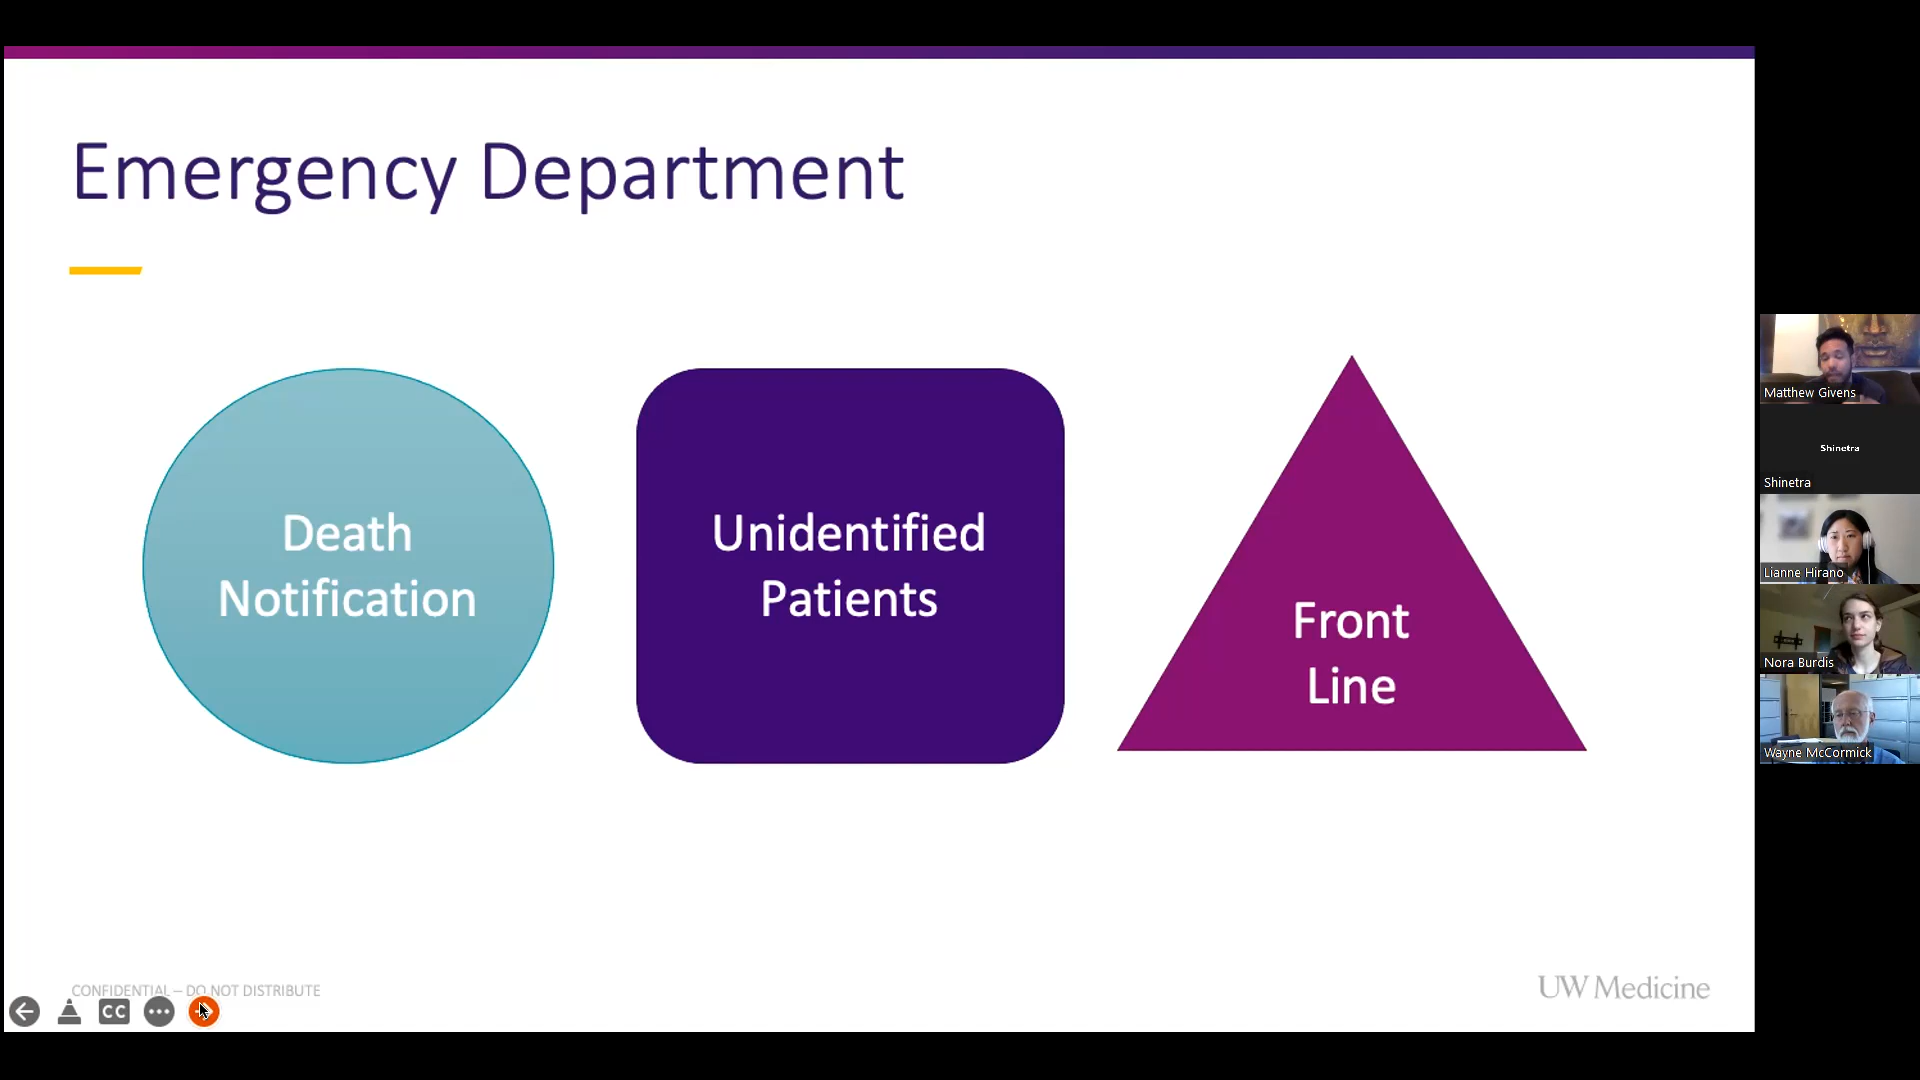 Emergency Department
Death
Notification
Unidentified
Patients
Front
Line
CONFIDENTIAL – DO NOT DISTRIBUTE
CC
UW Medicine
Matthew Givens
Shinetra
Shinetra
Lianne Hirano
Nora Burdis
Wayne McCormick